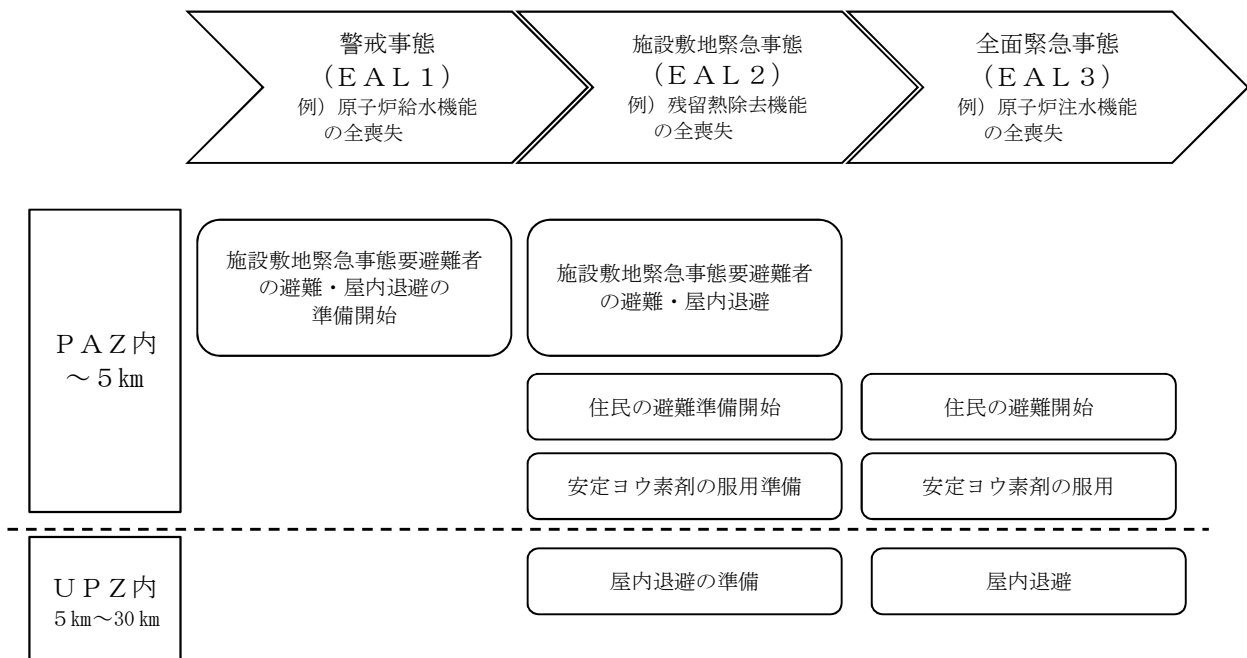 警戒事態
（ＥＡＬ１）
例）原子炉給水機能
の全喪失
施設敷地緊急事態
（ＥＡＬ２）
例）残留熱除去機能
の全喪失
全面緊急事態
（ＥＡＬ３）
例）原子炉注水機能
の全喪失
ＰＡＺ内
～５㎞
施設敷地緊急事態要避難者
の避難・屋内退避の
準備開始
施設敷地緊急事態要避難者
の避難・屋内退避
住民の避難準備開始
住民の避難開始
安定ヨウ素剤の服用準備
安定ヨウ素剤の服用
ＵＰＺ内
５㎞～30㎞
屋内退避の準備
屋内退避